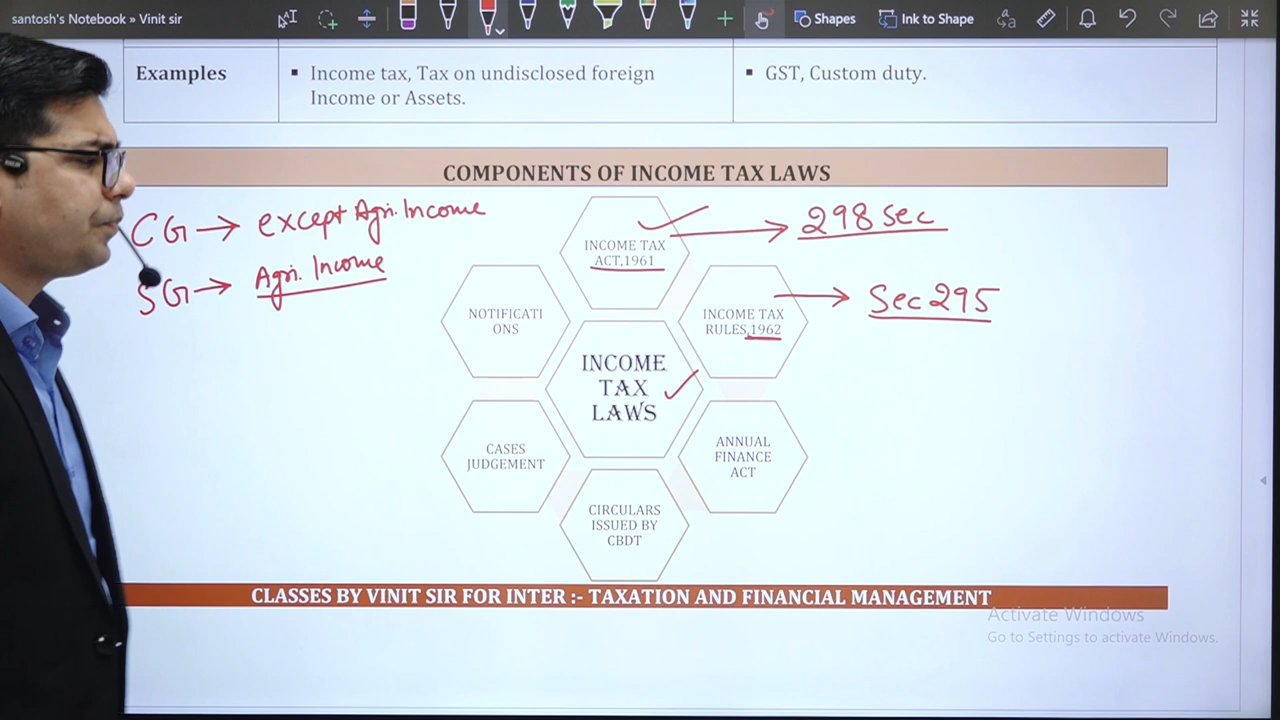 santosh's Notebook » Vinit sir
Shapes
Ink to Shape
Examples
▪ Income tax, Tax on undisclosed foreign
Income or Assets.
▪ GST, Custom duty.
COMPONENTS OF INCOME TAX LAWS
CG → except Agri. Income
SG → Agri. Income
INCOME TAX
ACT,1961
→ 298 Sec
NOTIFICATI
ONS
INCOME TAX
RULES,1962
→ Sec 295
INCOME
TAX
LAWS
CASES
JUDGEMENT
ANNUAL
FINANCE
ACT
CIRCULARS
ISSUED BY
CBDT
CLASSES BY VINIT SIR FOR INTER :- TAXATION AND FINANCIAL MANAGEMENT
Activate Windows
Go to Settings to activate Windows.